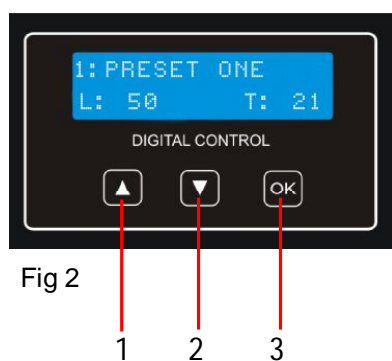 1: PRESET ONE
L: 50 T: 21
DIGITAL CONTROL
OK
Fig 2
1 2 3